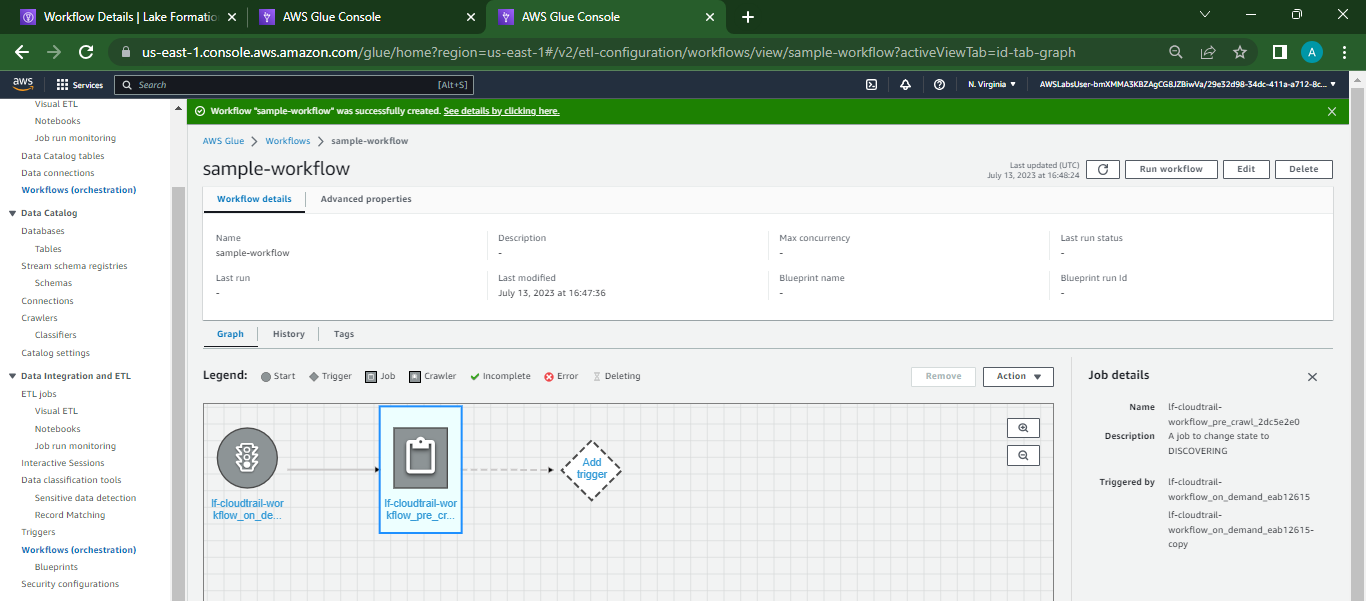 Workflow Details | Lake Formatio
AWS Glue Console
AWS Glue Console
us-east-1.console.aws.amazon.com/glue/home?region=us-east-1#/v2/etl-configuration/workflows/view/sample-workflow?activeViewTab=id-tab-graph
A
aws
Services
Search
[Alt+S]
N. Virginia
AWSLabsUser-bmXMMA3KBZAgCG8JZBiwVa/29e32d98-34dc-411a-a712-8c...
Visual ETL
Notebooks
Job run monitoring
Data Catalog tables
Data connections
Workflows (orchestration)
Data Catalog
Databases
Tables
Stream schema registries
Schemas
Connections
Crawlers
Classifiers
Catalog settings
Data Integration and ETL
ETL jobs
Visual ETL
Notebooks
Job run monitoring
Interactive Sessions
Data classification tools
Sensitive data detection
Record Matching
Triggers
Workflows (orchestration)
Blueprints
Security configurations
Workflow "sample-workflow" was successfully created. See details by clicking here.
AWS Glue
Workflows
sample-workflow
sample-workflow
Last updated (UTC)
July 13, 2023 at 16:48:24
Run workflow
Edit
Delete
Workflow details
Advanced properties
Name
sample-workflow
Description
-
Max concurrency
-
Last run status
-
Last run
-
Last modified
July 13, 2023 at 16:47:36
Blueprint name
-
Blueprint run Id
-
Graph
History
Tags
Legend:
Start
Trigger
Job
Crawler
Incomplete
Error
Deleting
Remove
Action
lf-cloudtrail-wor
kflow_on_de...
lf-cloudtrail-wor
kflow_pre_cr...
Add
trigger
Job details
Name
lf-cloudtrail-
workflow_pre_crawl_2dc5e2e0
Description
A job to change state to
DISCOVERING
Triggered by
lf-cloudtrail-
workflow_on_demand_eab12615
lf-cloudtrail-
workflow_on_demand_eab12615-
copy